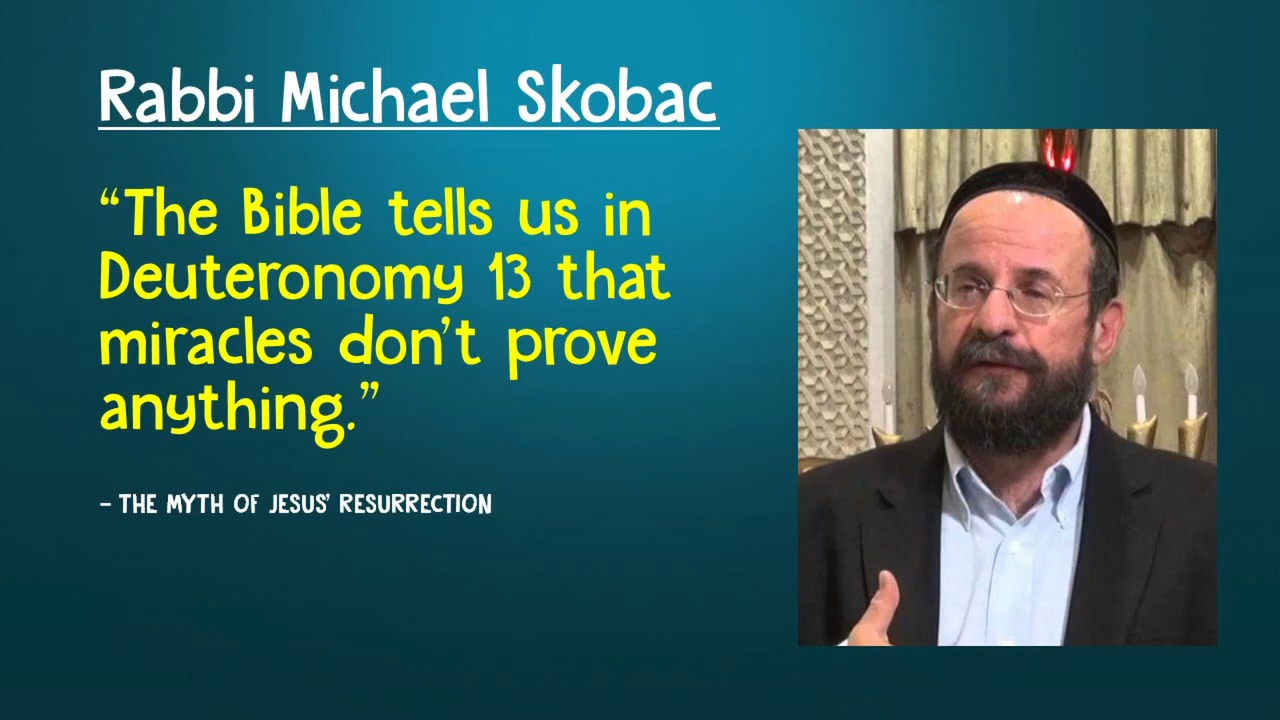 Rabbi Michael Skobac
“The Bible tells us in
Deuteronomy 13 that
miracles don’t prove
anything.”
– THE MYTH OF JESUS’ RESURRECTION